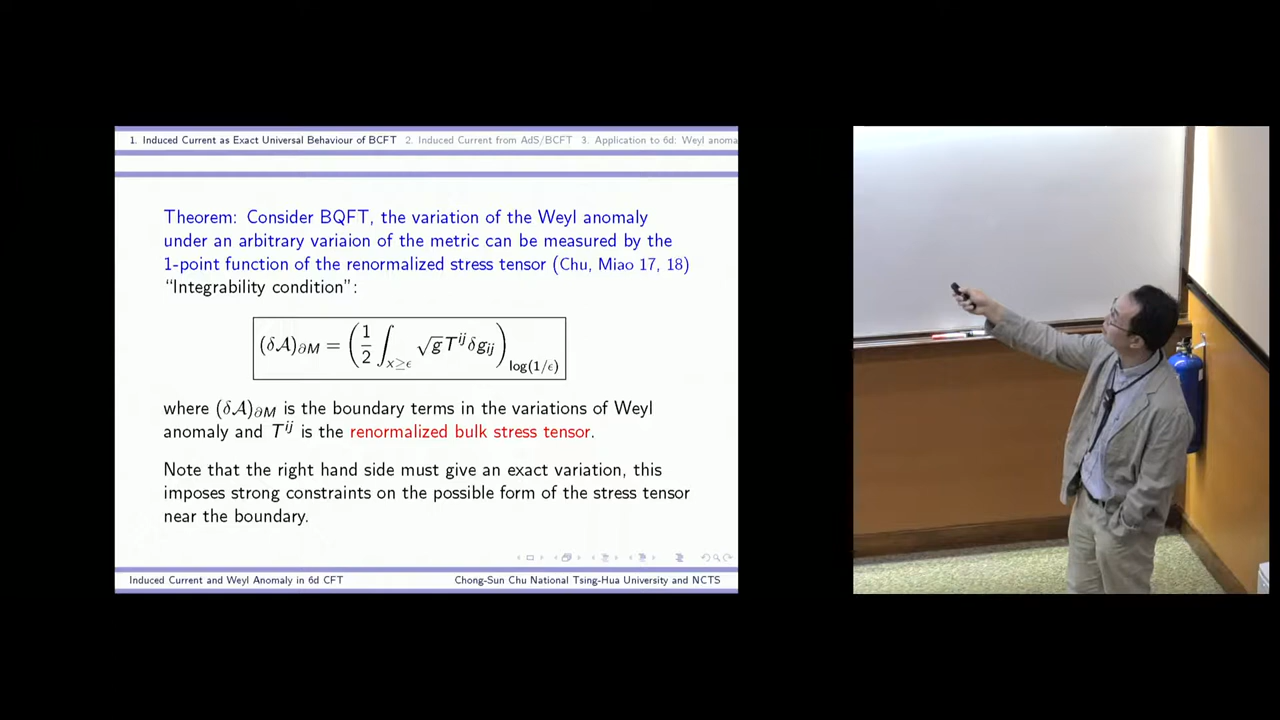 1. Induced Current as Exact Universal Behaviour of BCFT 2. Induced Current from AdS/BCFT 3. Application to 6d: Weyl anoma
Theorem: Consider BQFT, the variation of the Weyl anomaly
under an arbitrary variaion of the metric can be measured by the
1-point function of the renormalized stress tensor (Chu, Miao 17, 18)
“Integrability condition”:
(δ𝒜)_{∂M} = (1/2 ∫_{x≥ϵ} √g T^{ij} δg_{ij})_{log(1/ϵ)}
where (δ𝒜)_{∂M} is the boundary terms in the variations of Weyl
anomaly and T^{ij} is the renormalized bulk stress tensor.
Note that the right hand side must give an exact variation, this
imposes strong constraints on the possible form of the stress tensor
near the boundary.
Induced Current and Weyl Anomaly in 6d CFT Chong-Sun Chu National Tsing-Hua University and NCTS